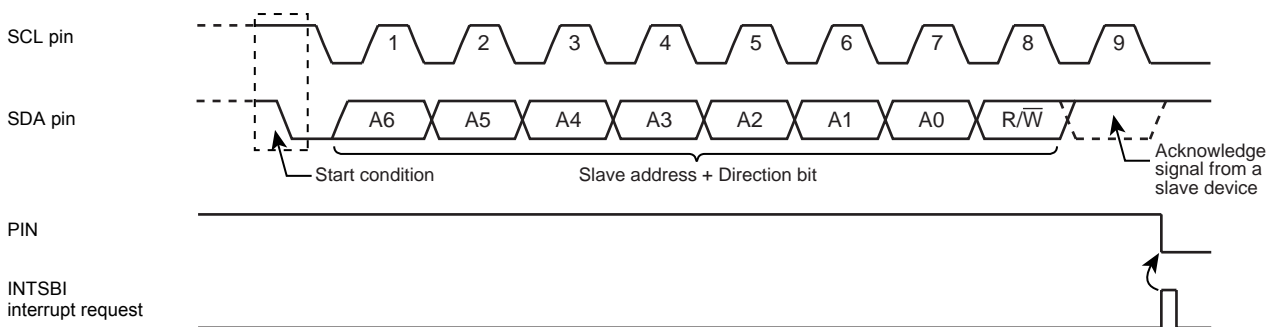 SCL pin
1 2 3 4 5 6 7 8 9
SDA pin
A6 A5 A4 A3 A2 A1 A0 R/W̅
Start condition
Slave address + Direction bit
Acknowledge
signal from a
slave device
PIN
INTSBI
interrupt request